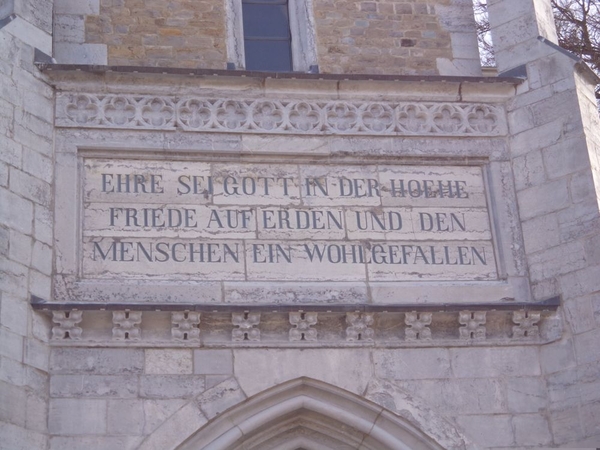 EHRE SEI GOTT IN DER HOEHE
FRIEDE AUF ERDEN UND DEN
MENSCHEN EIN WOHLGEFALLEN